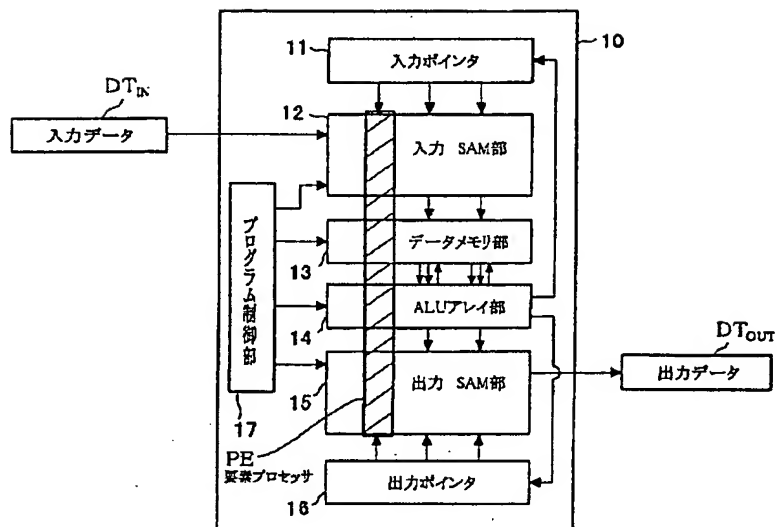 10
11
入力ポインタ
DT_IN
12
入力データ
入力 SAM部
プログラム制御部
データメモリ部
13
ALUアレイ部
14
DT_OUT
出力 SAM部
出力データ
15
17
PE
要素プロセッサ
出力ポインタ
16